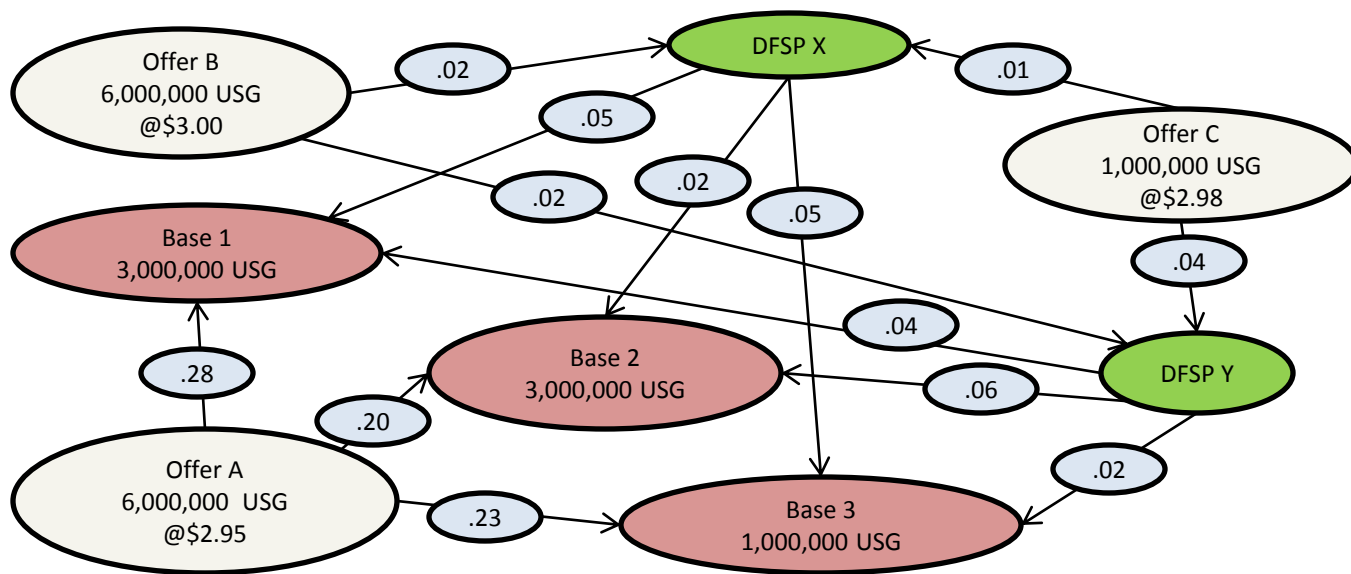 DFSP X
Offer B
6,000,000 USG
@$3.00
.02
.01
.05
Offer C
1,000,000 USG
@$2.98
.02
.02
.05
Base 1
3,000,000 USG
.04
.04
Base 2
3,000,000 USG
DFSP Y
.28
.06
.20
Offer A
6,000,000 USG
@$2.95
.02
.23
Base 3
1,000,000 USG